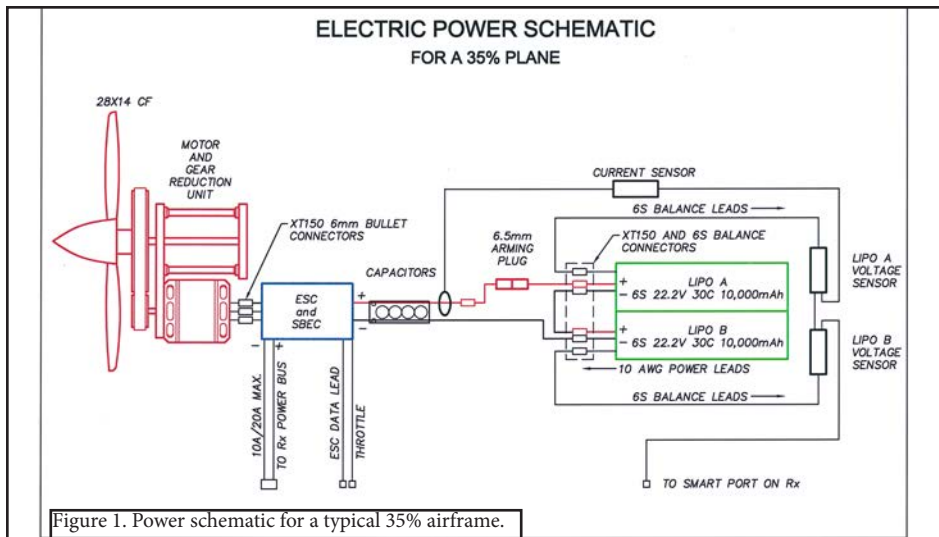 ELECTRIC POWER SCHEMATIC
FOR A 35% PLANE
28X14 CF
MOTOR
AND
GEAR
REDUCTION
UNIT
XT150 6mm BULLET
CONNECTORS
CAPACITORS
6.5mm
ARMING
PLUG
CURRENT SENSOR
6S BALANCE LEADS
XT150 AND 6S BALANCE
CONNECTORS
LIPO A
VOLTAGE
SENSOR
ESC
and
SBEC
+
–
+
LIPO A
– 6S 22.2V 30C 10,000mAh
+
LIPO B
– 6S 22.2V 30C 10,000mAh
LIPO B
VOLTAGE
SENSOR
10 AWG POWER LEADS
6S BALANCE LEADS
– +
10A/20A MAX.
TO Rx POWER BUS
ESC DATA LEAD
THROTTLE
TO SMART PORT ON Rx
Figure 1. Power schematic for a typical 35% airframe.